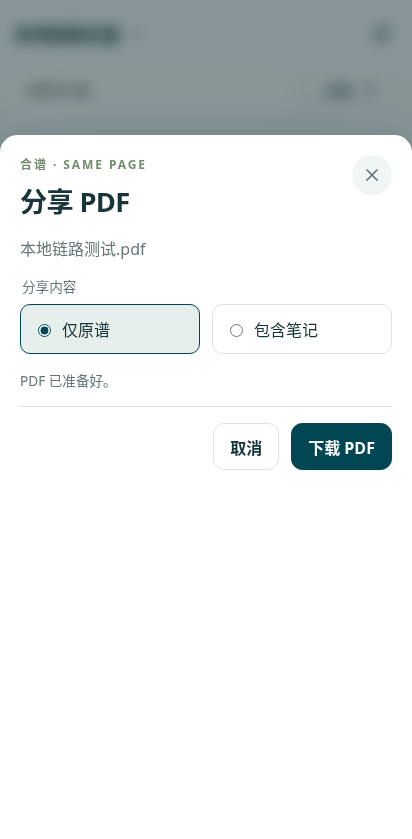 合谱 · SAME PAGE
分享 PDF
本地链路测试.pdf
分享内容
仅原谱
包含笔记
PDF 已准备好。
取消
下载 PDF